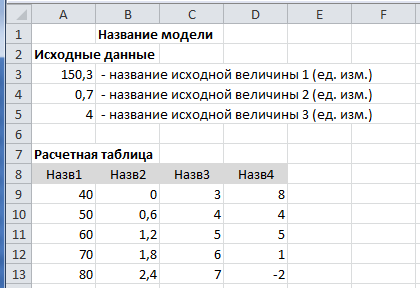 A B C D E F
1 Название модели
2 Исходные данные
3 150,3 - название исходной величины 1 (ед. изм.)
4 0,7 - название исходной величины 2 (ед. изм.)
5 4 - название исходной величины 3 (ед. изм.)
6
7 Расчетная таблица
8 Назв1 Назв2 Назв3 Назв4
9 40 0 3 8
10 50 0,6 4 4
11 60 1,2 5 5
12 70 1,8 6 1
13 80 2,4 7 -2